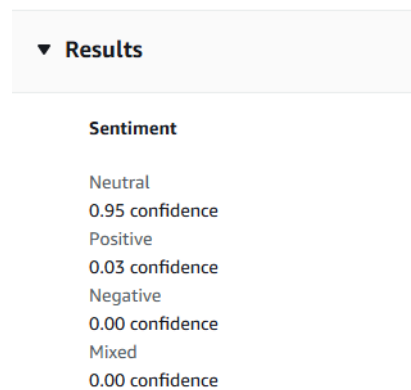 Results
Sentiment
Neutral
0.95 confidence
Positive
0.03 confidence
Negative
0.00 confidence
Mixed
0.00 confidence